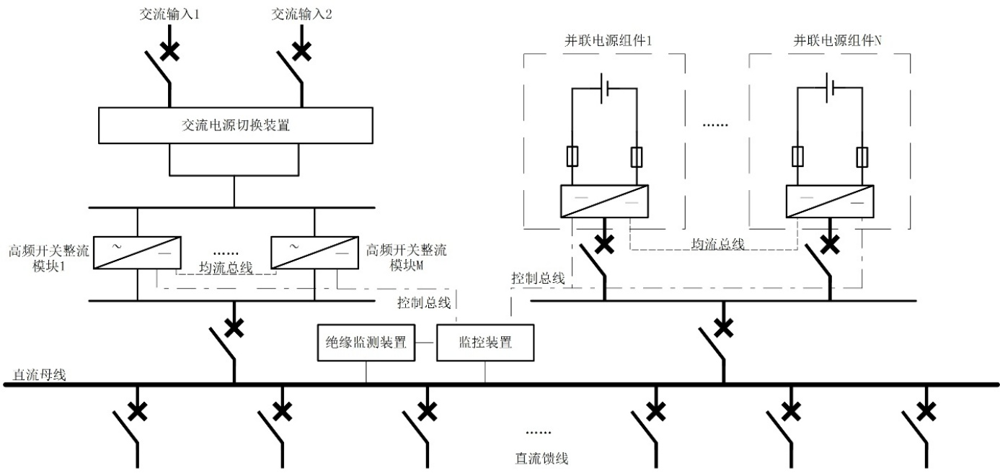 交流输入1
交流输入2
并联电源组件1
并联电源组件N
交流电源切换装置
……
高频开关整流
模块1
……
均流总线
高频开关整流
模块M
均流总线
控制总线
控制总线
绝缘监测装置
监控装置
直流母线
……
直流馈线